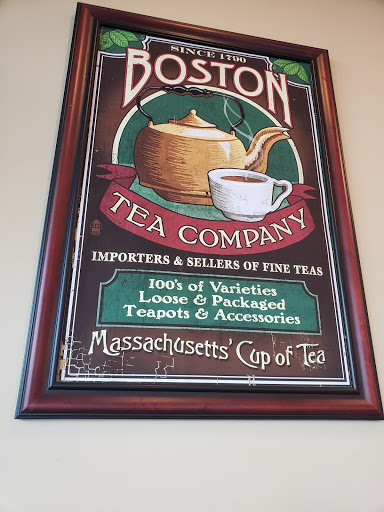 SINCE 1790
BOSTON
TEA COMPANY
IMPORTERS & SELLERS OF FINE TEAS
100's of Varieties
Loose & Packaged
Teapots & Accessories
Massachusetts' Cup of Tea